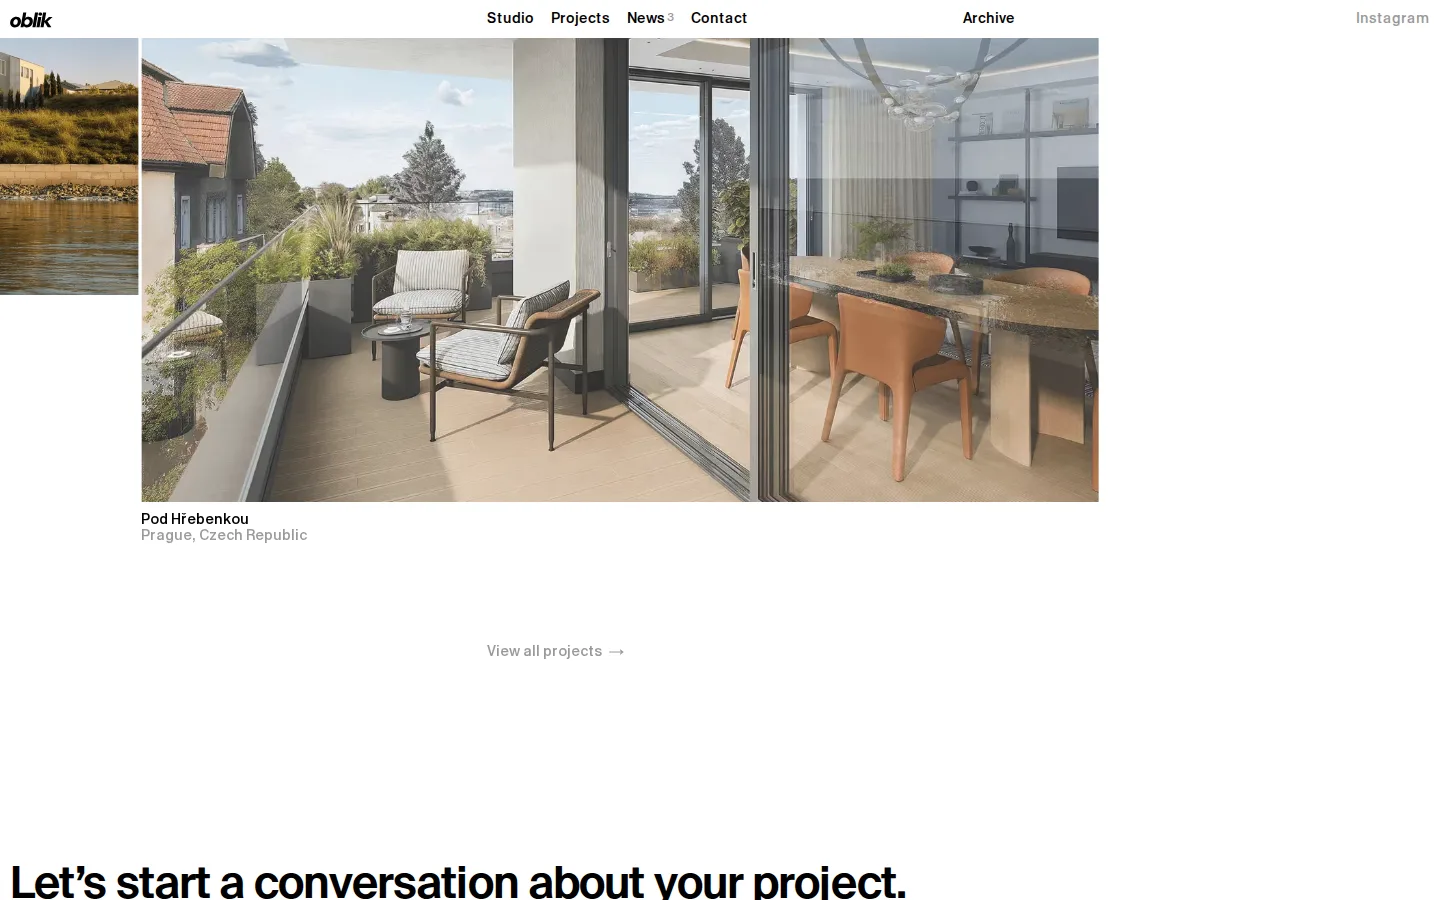 oblik
Studio Projects News 3 Contact Archive Instagram
Pod Hřebenkou
Prague, Czech Republic
View all projects →
Let’s start a conversation about your project.